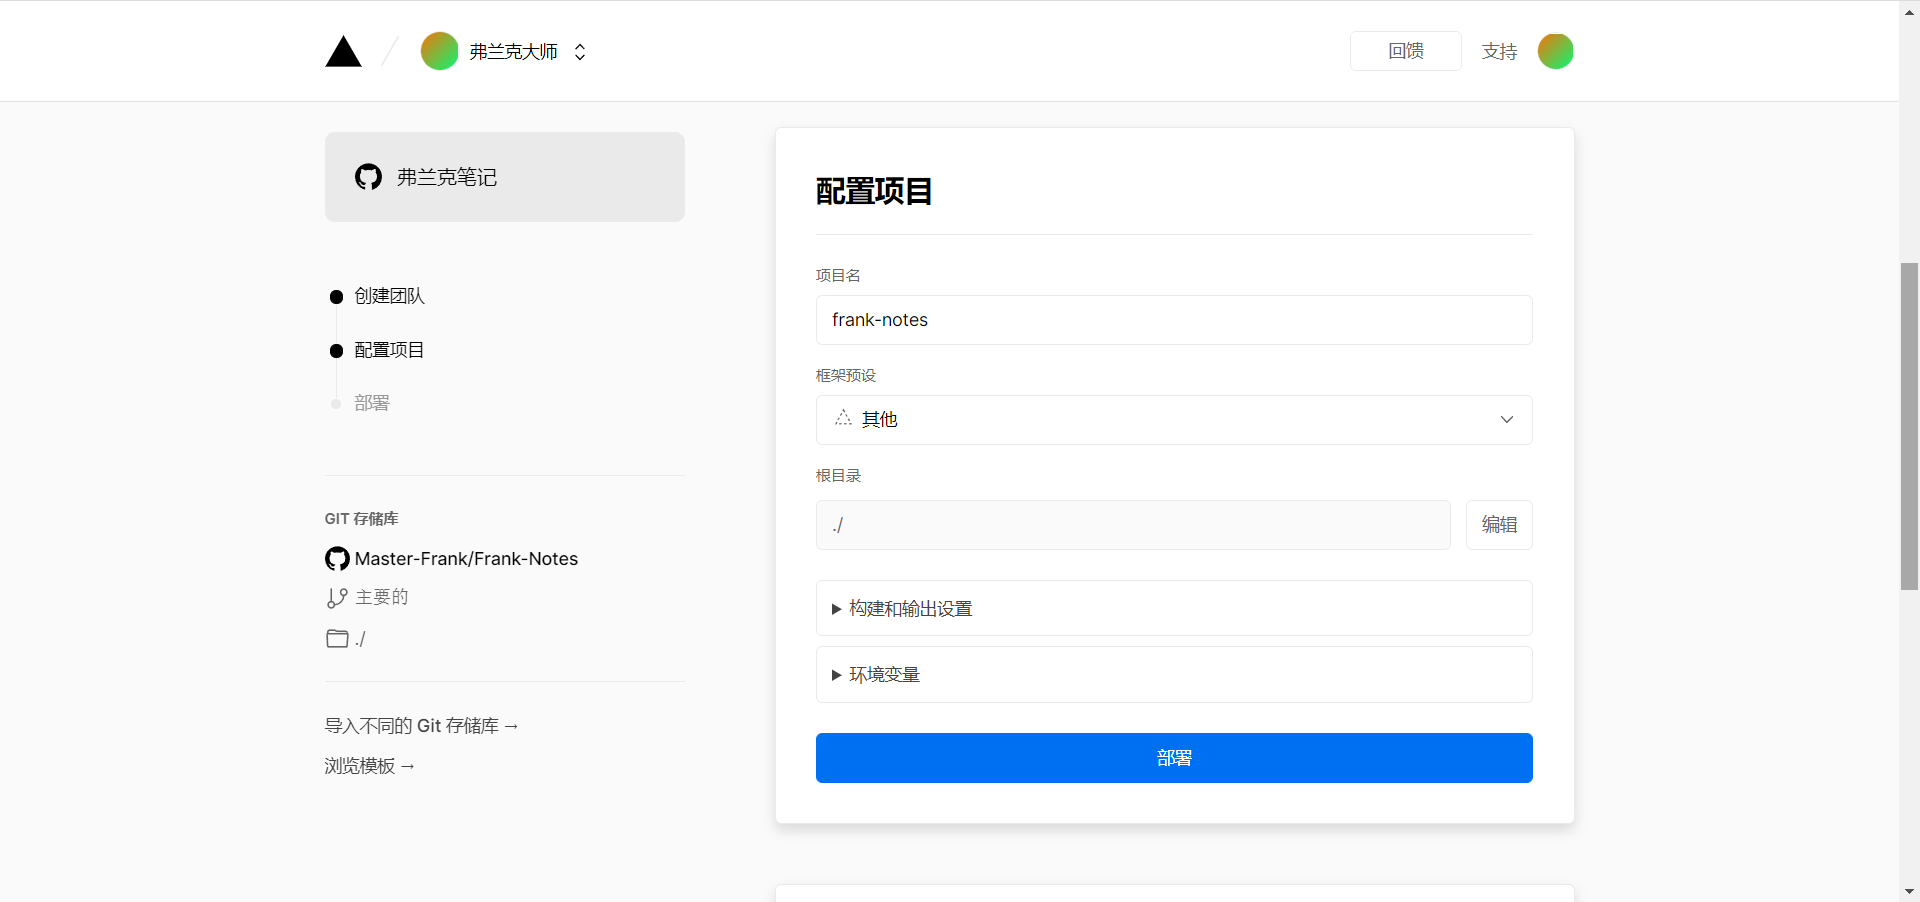 弗兰克大师
回馈
支持
弗兰克笔记
创建团队
配置项目
部署
GIT 存储库
Master-Frank/Frank-Notes
主要的
./
导入不同的 Git 存储库 →
浏览模板 →
配置项目
项目名
frank-notes
框架预设
其他
根目录
./
编辑
构建和输出设置
环境变量
部署